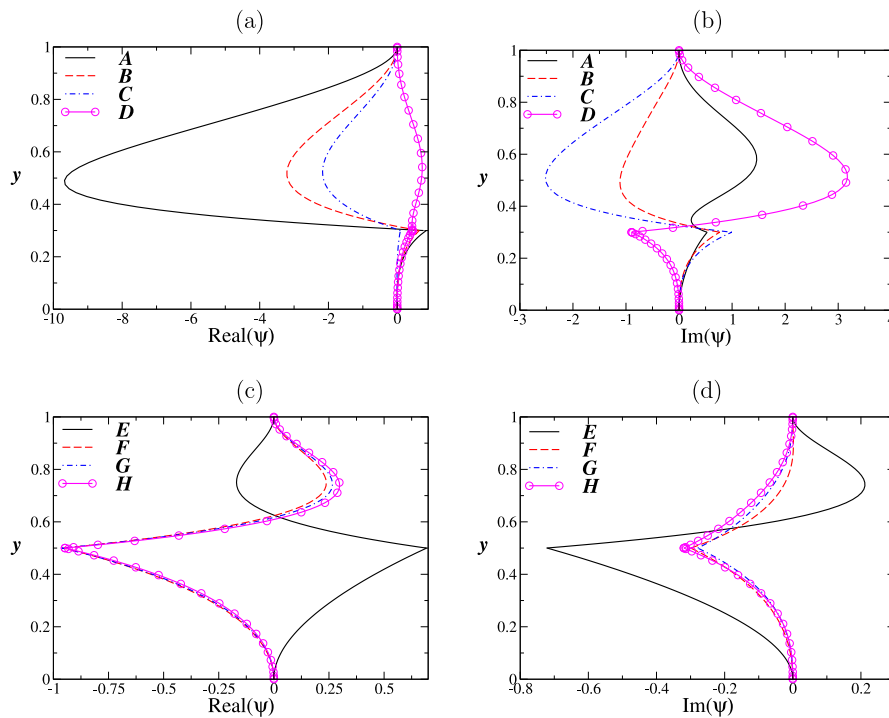 (a)
A
B
C
D
1
0.8
0.6
0.4
0.2
0
y
-10
-8
-6
-4
-2
0
Real(ψ)
(b)
A
B
C
D
1
0.8
0.6
0.4
0.2
0
y
-3
-2
-1
0
1
2
3
4
Im(ψ)
(c)
E
F
G
H
1
0.8
0.6
0.4
0.2
0
y
-1
-0.75
-0.5
-0.25
0
0.25
0.5
Real(ψ)
(d)
E
F
G
H
1
0.8
0.6
0.4
0.2
0
y
-0.8
-0.6
-0.4
-0.2
0
0.2
Im(ψ)